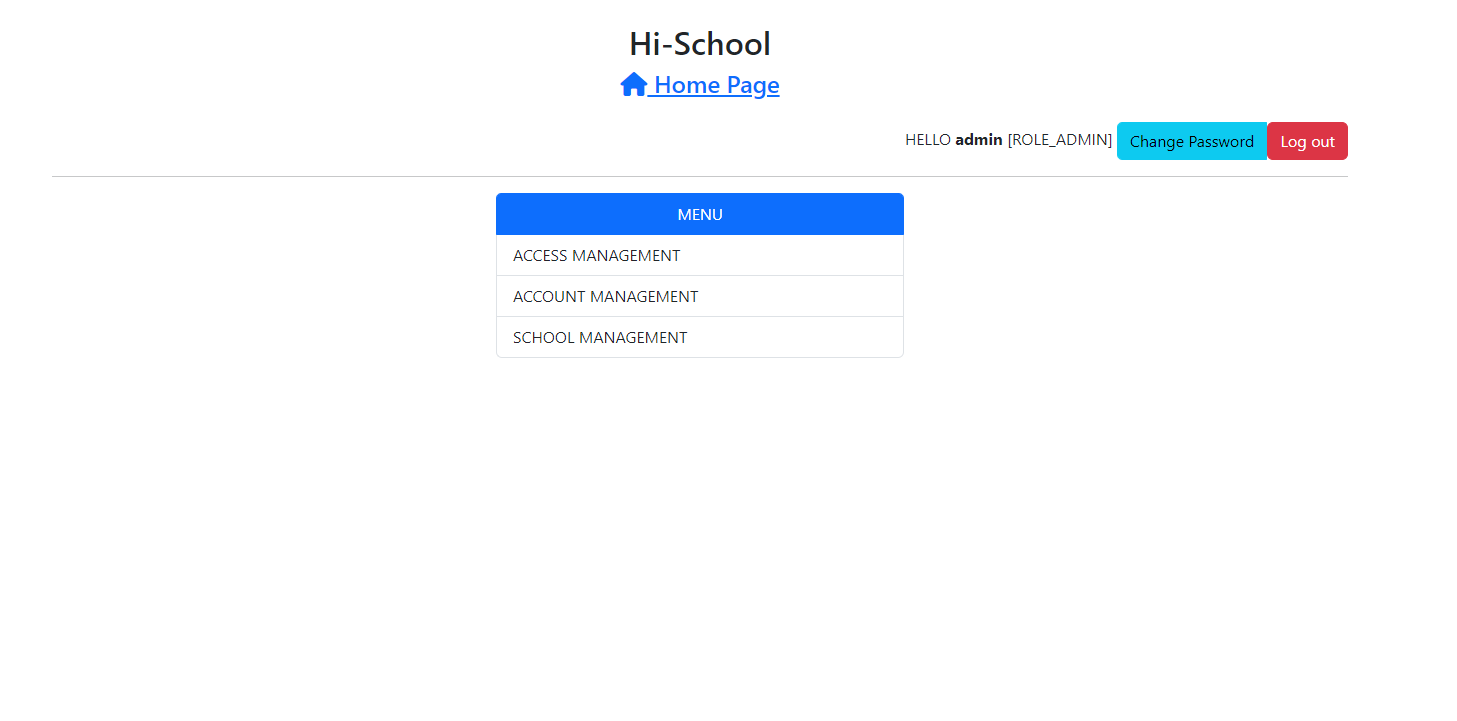 Hi-School
Home Page
HELLO admin [ROLE_ADMIN] Change Password Log out
MENU
ACCESS MANAGEMENT
ACCOUNT MANAGEMENT
SCHOOL MANAGEMENT